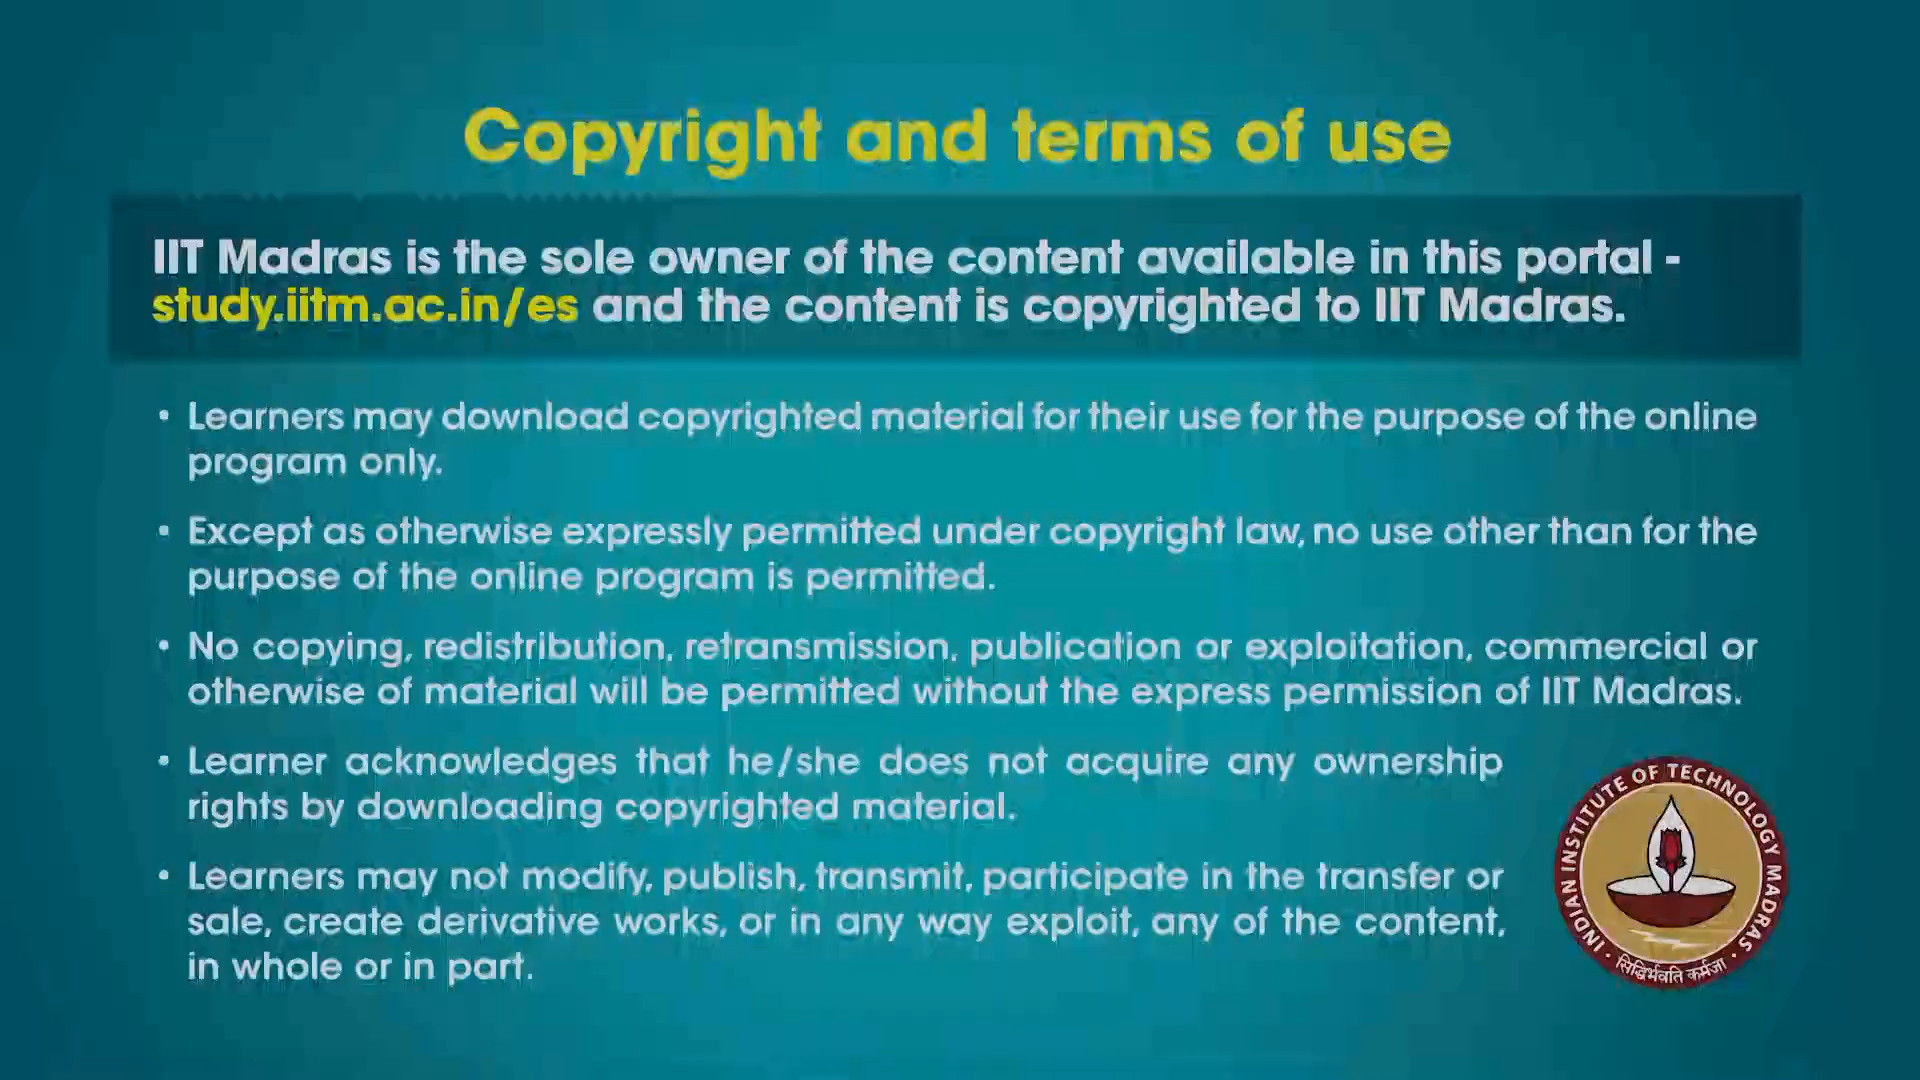 Copyright and terms of use
IIT Madras is the sole owner of the content available in this portal -
study.iitm.ac.in/es and the content is copyrighted to IIT Madras.
• Learners may download copyrighted material for their use for the purpose of the online
program only.
• Except as otherwise expressly permitted under copyright law, no use other than for the
purpose of the online program is permitted.
• No copying, redistribution, retransmission, publication or exploitation, commercial or
otherwise of material will be permitted without the express permission of IIT Madras.
• Learner acknowledges that he/she does not acquire any ownership
rights by downloading copyrighted material.
• Learners may not modify, publish, transmit, participate in the transfer or
sale, create derivative works, or in any way exploit, any of the content,
in whole or in part.
INDIAN INSTITUTE OF TECHNOLOGY MADRAS
सिद्धिर्भवति कर्मजा